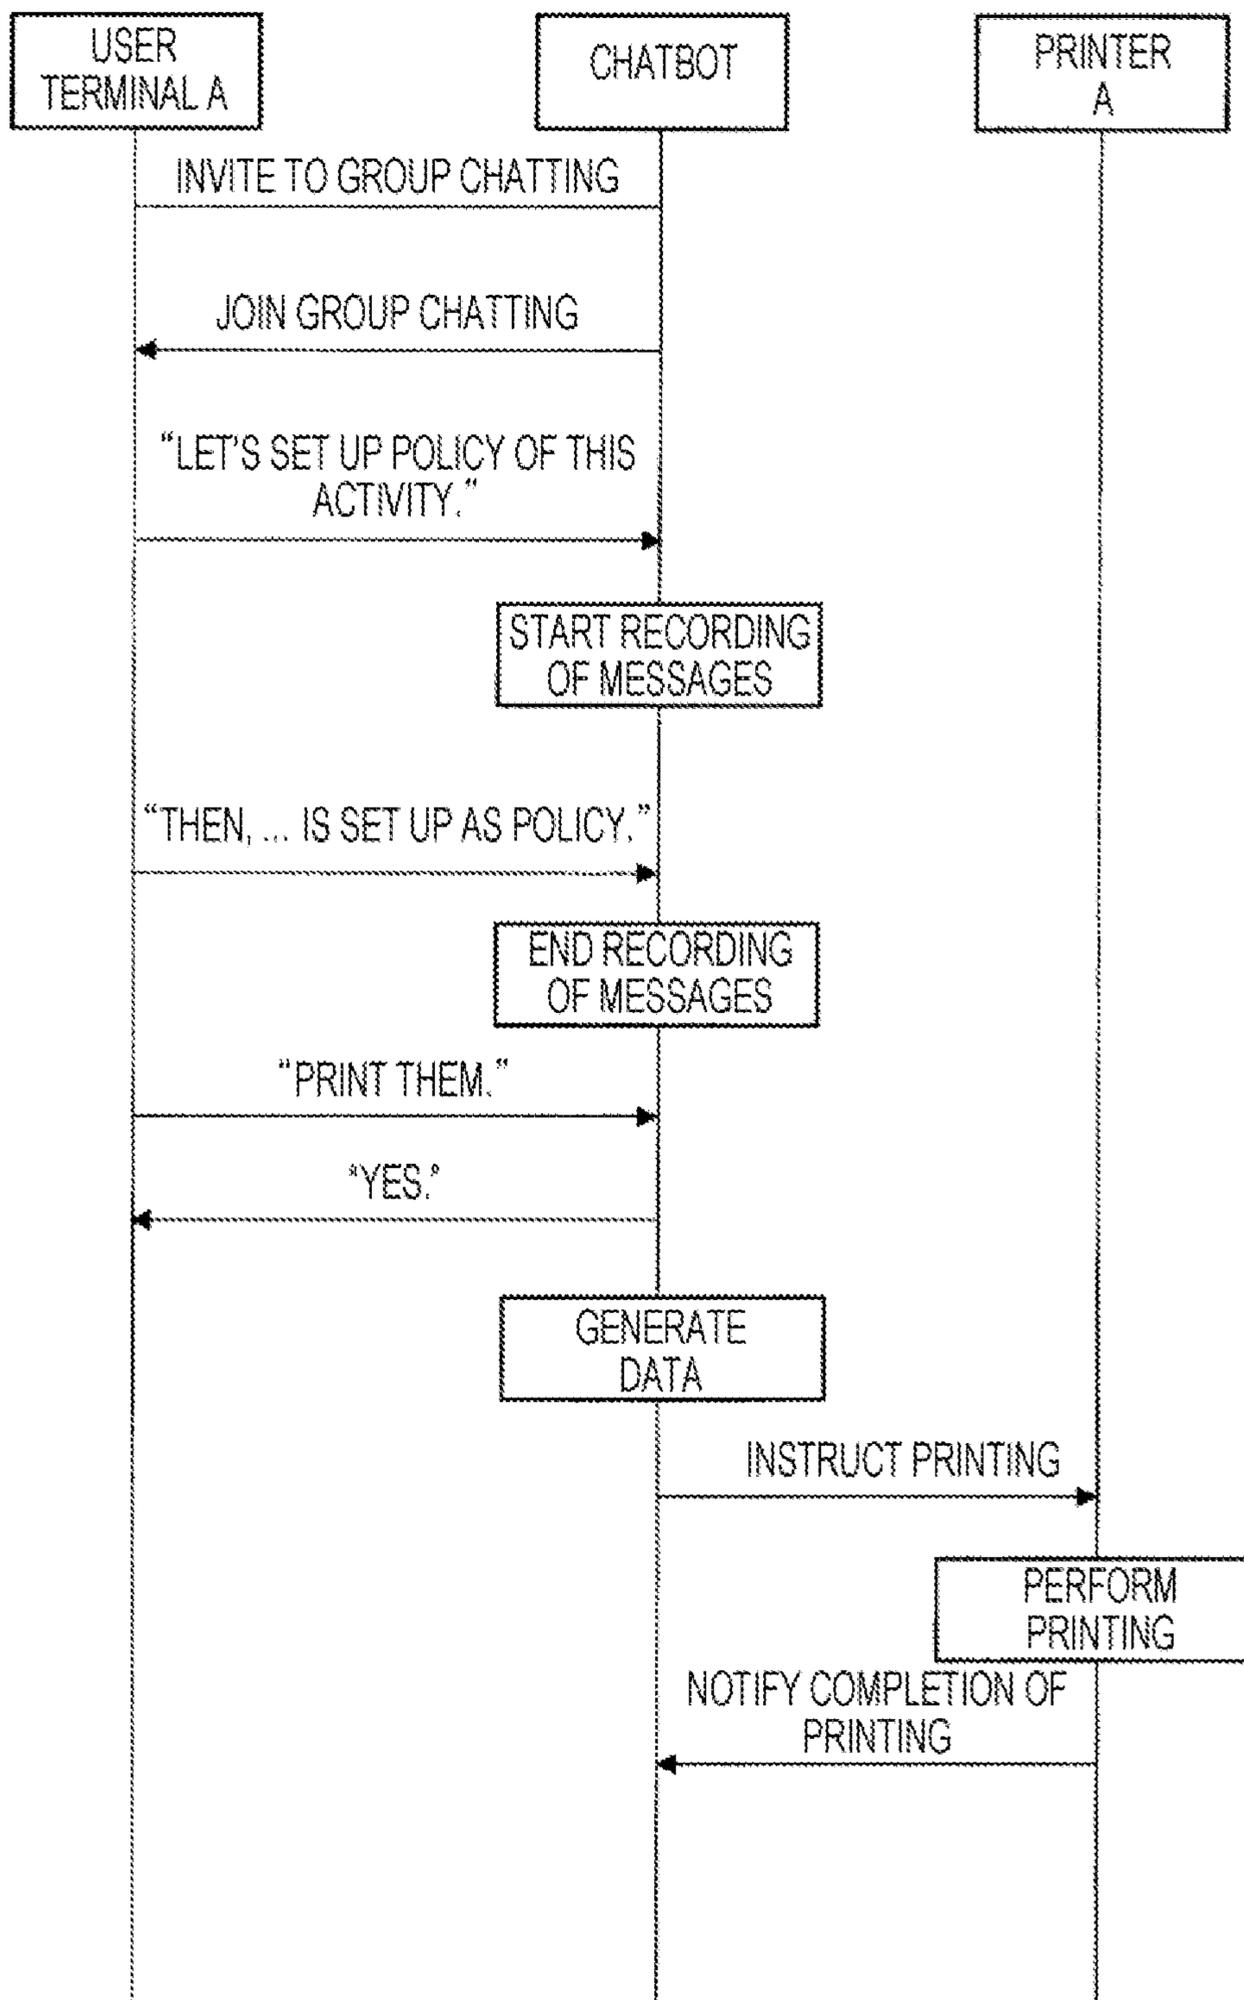 USER
TERMINAL A
CHATBOT
PRINTER
A
INVITE TO GROUP CHATTING
JOIN GROUP CHATTING
“LET'S SET UP POLICY OF THIS
ACTIVITY.”
START RECORDING
OF MESSAGES
“THEN, ... IS SET UP AS POLICY.”
END RECORDING
OF MESSAGES
“PRINT THEM.”
“YES.”
GENERATE
DATA
INSTRUCT PRINTING
PERFORM
PRINTING
NOTIFY COMPLETION OF
PRINTING